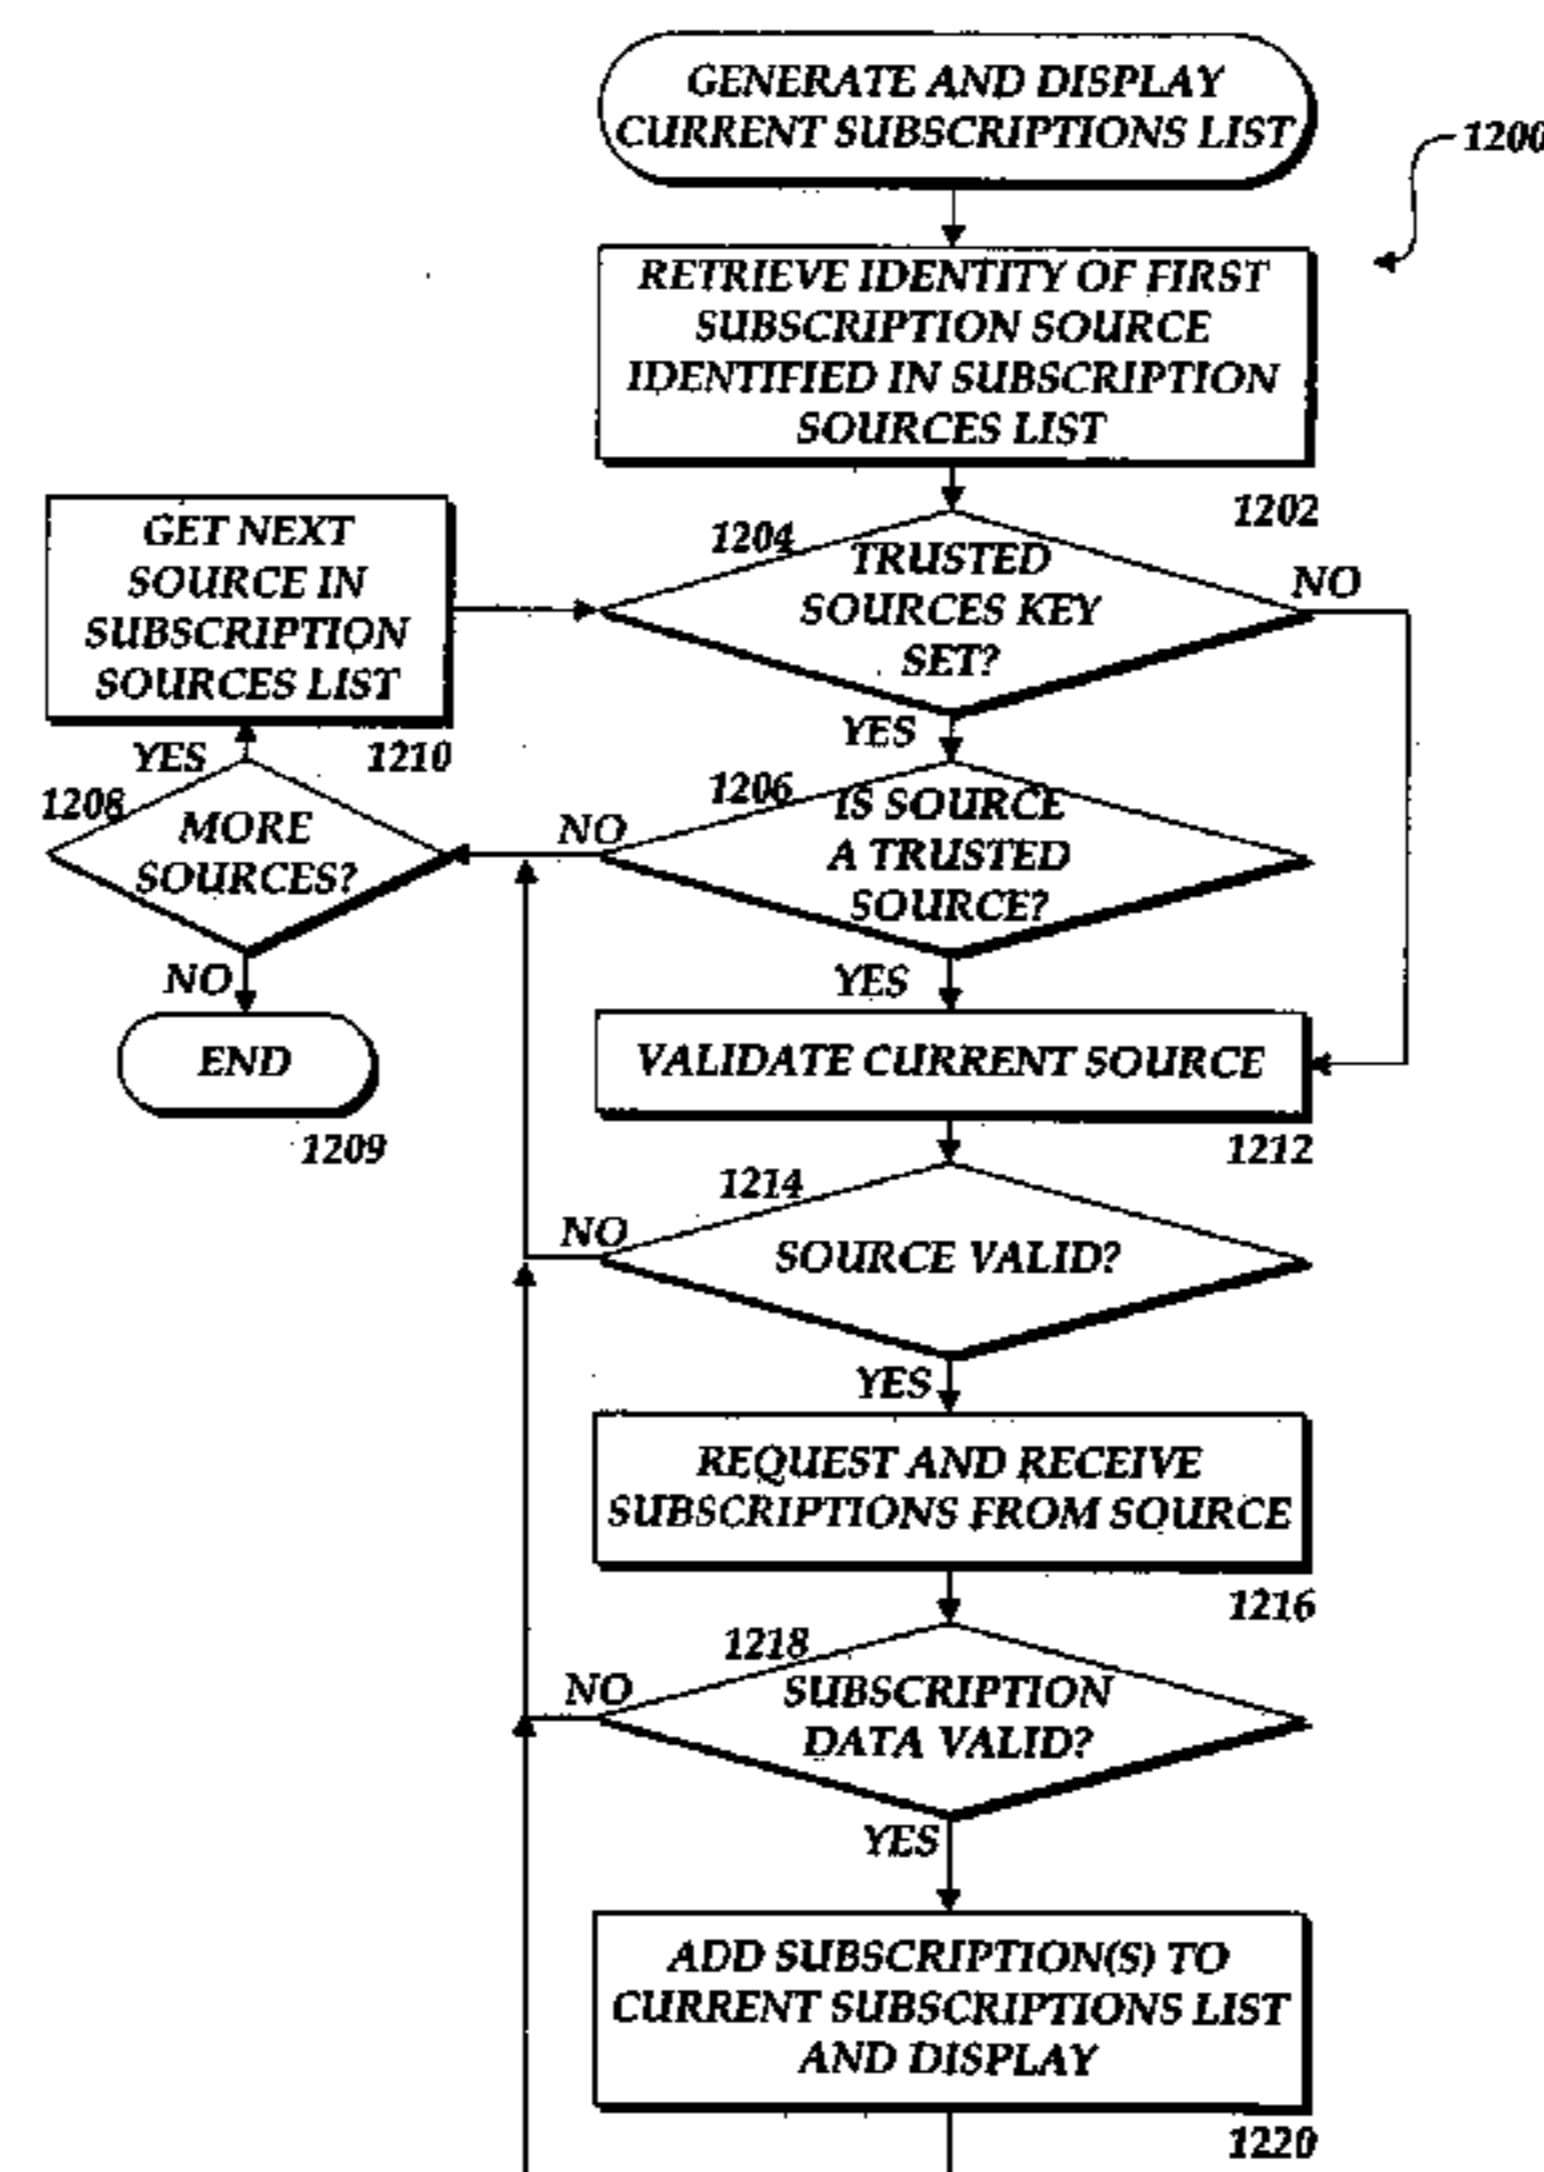 GENERATE AND DISPLAY
CURRENT SUBSCRIPTIONS LIST
1200
RETRIEVE IDENTITY OF FIRST
SUBSCRIPTION SOURCE
IDENTIFIED IN SUBSCRIPTION
SOURCES LIST
1202
GET NEXT
SOURCE IN
SUBSCRIPTION
SOURCES LIST
1210
1204
TRUSTED
SOURCES KEY
SET?
NO
YES
1206
IS SOURCE
A TRUSTED
SOURCE?
NO
YES
YES
1208
MORE
SOURCES?
NO
END
1209
VALIDATE CURRENT SOURCE
1212
1214
SOURCE VALID?
NO
YES
REQUEST AND RECEIVE
SUBSCRIPTIONS FROM SOURCE
1216
1218
SUBSCRIPTION
DATA VALID?
NO
YES
ADD SUBSCRIPTION(S) TO
CURRENT SUBSCRIPTIONS LIST
AND DISPLAY
1220